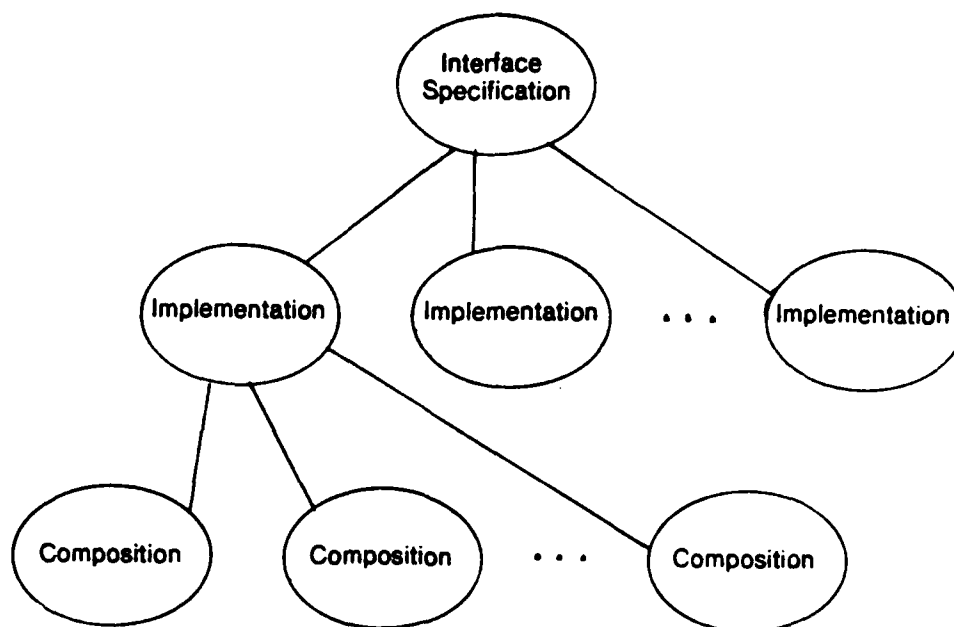 Interface
Specification
Implementation
Implementation
. . .
Implementation
Composition
Composition
. . .
Composition